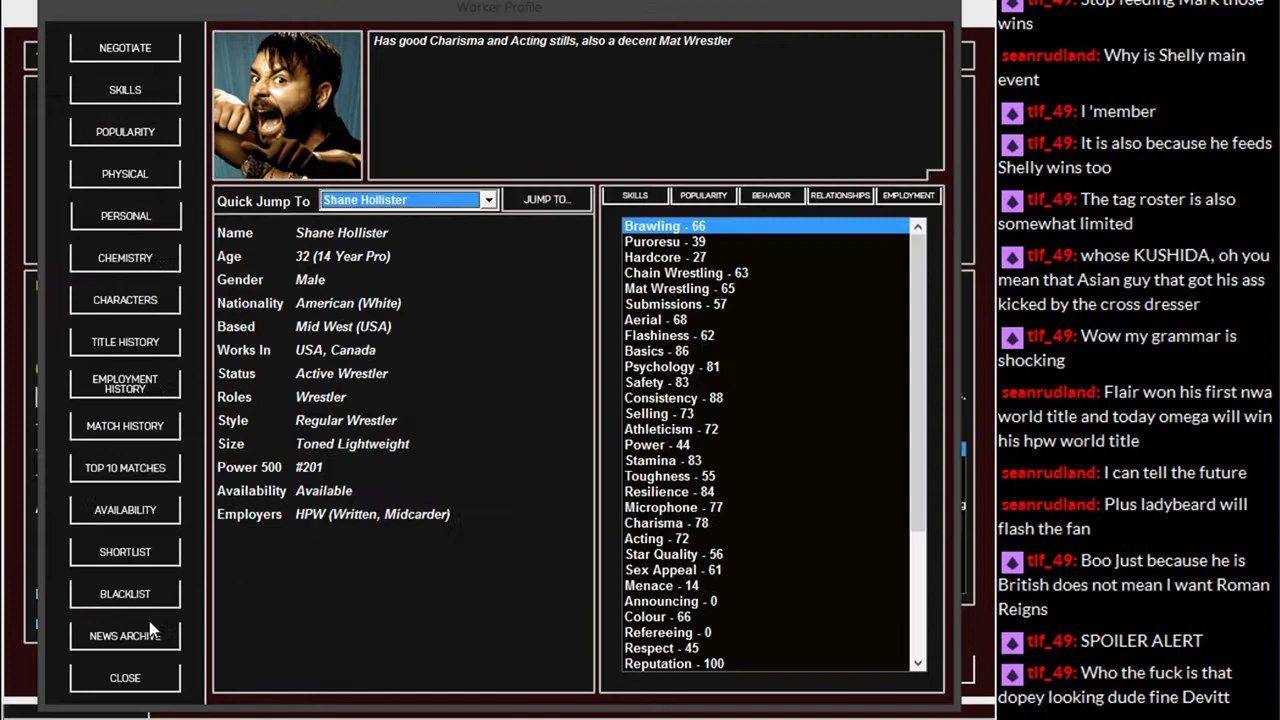 Worker Profile
NEGOTIATE
SKILLS
POPULARITY
PHYSICAL
PERSONAL
CHEMISTRY
CHARACTERS
TITLE HISTORY
EMPLOYMENT
HISTORY
MATCH HISTORY
TOP 10 MATCHES
AVAILABILITY
SHORTLIST
BLACKLIST
NEWS ARCHIVE
CLOSE
Has good Charisma and Acting stills, also a decent Mat Wrestler
Quick Jump To Shane Hollister JUMP TO...
Name Shane Hollister
Age 32 (14 Year Pro)
Gender Male
Nationality American (White)
Based Mid West (USA)
Works In USA, Canada
Status Active Wrestler
Roles Wrestler
Style Regular Wrestler
Size Toned Lightweight
Power 500 #201
Availability Available
Employers HPW (Written, Midcarder)
SKILLS POPULARITY BEHAVIOR RELATIONSHIPS EMPLOYMENT
Brawling - 66
Puroresu - 39
Hardcore - 27
Chain Wrestling - 63
Mat Wrestling - 65
Submissions - 57
Aerial - 68
Flashiness - 62
Basics - 86
Psychology - 81
Safety - 83
Consistency - 88
Selling - 73
Athleticism - 72
Power - 44
Stamina - 83
Toughness - 55
Resilience - 84
Microphone - 77
Charisma - 78
Acting - 72
Star Quality - 56
Sex Appeal - 61
Menace - 14
Announcing - 0
Colour - 66
Refereeing - 0
Respect - 45
Reputation - 100
tlf_49: Stop feeding Mark those
wins
seanrudland: Why is Shelly main
event
tlf_49: I 'member
tlf_49: It is also because he feeds
Shelly wins too
tlf_49: The tag roster is also
somewhat limited
tlf_49: whose KUSHIDA, oh you
mean that Asian guy that got his ass
kicked by the cross dresser
tlf_49: Wow my grammar is
shocking
seanrudland: Flair won his first nwa
world title and today omega will win
his hpw world title
seanrudland: I can tell the future
seanrudland: Plus ladybeard will
flash the fan
tlf_49: Boo Just because he is
British does not mean I want Roman
Reigns
tlf_49: SPOILER ALERT
tlf_49: Who the fuck is that
dopey looking dude fine Devitt